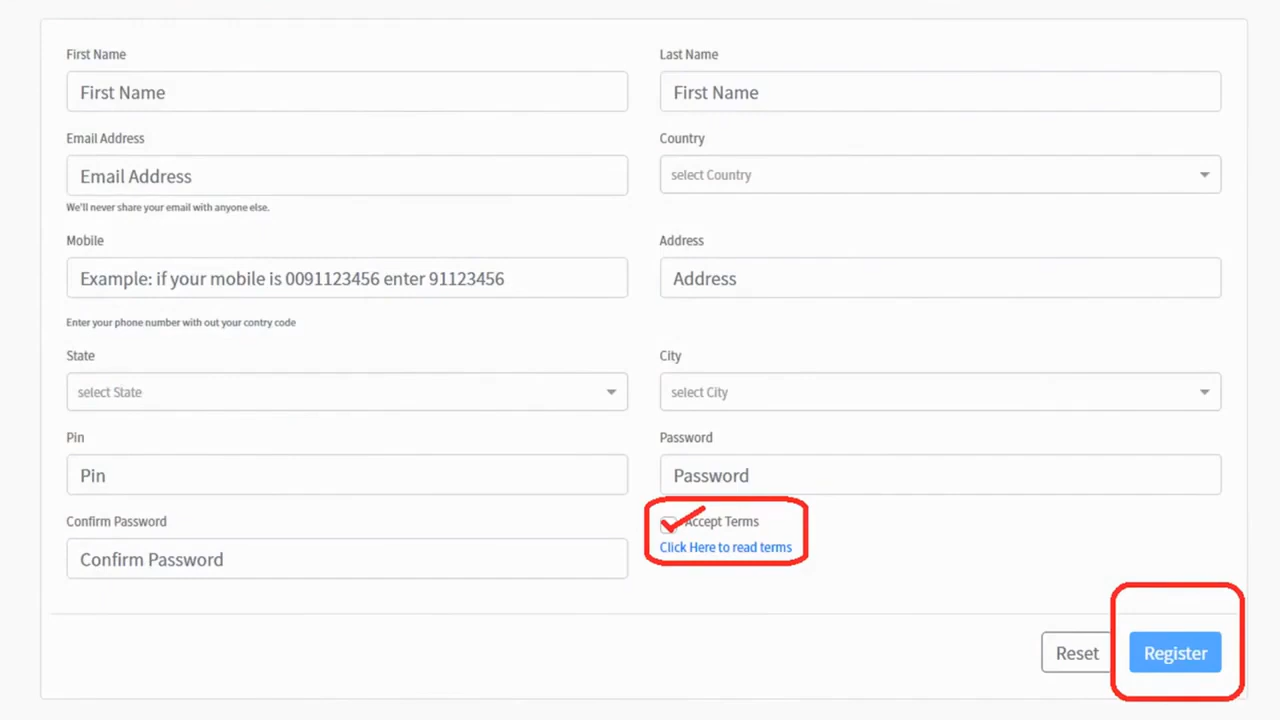 First Name
Last Name
First Name
First Name
Email Address
Country
Email Address
select Country
We'll never share your email with anyone else.
Mobile
Address
Example: if your mobile is 0091123456 enter 91123456
Address
Enter your phone number with out your contry code
State
City
select State
select City
Pin
Password
Pin
Password
Confirm Password
Accept Terms
Click Here to read terms
Confirm Password
Reset
Register